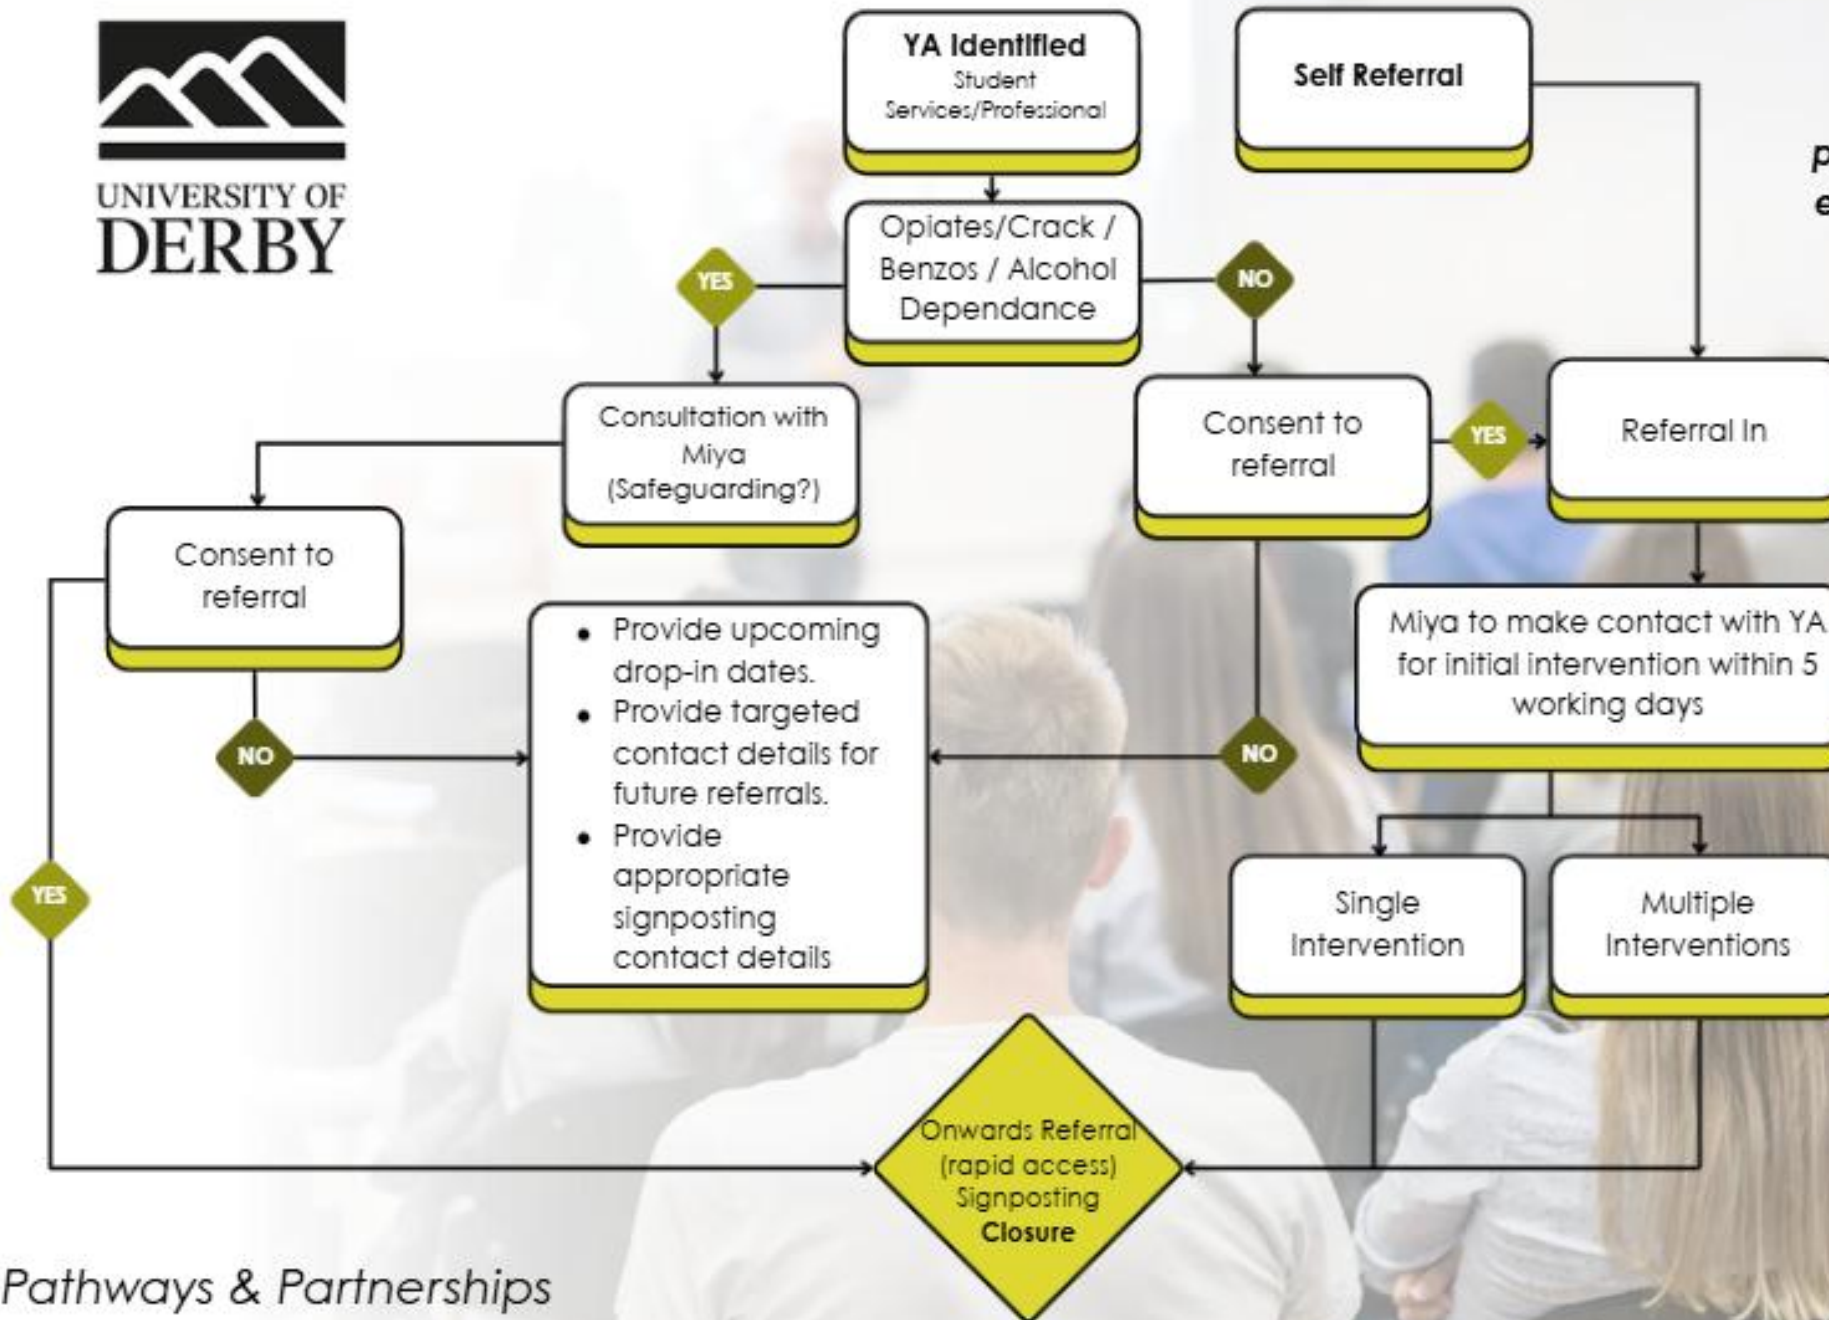 UNIVERSITY OF
DERBY
YA Identified
Student
Services/Professional
Self Referral
Opiates/Crack /
Benzos / Alcohol
Dependance
YES
NO
Consultation with
Miya
(Safeguarding?)
Consent to
referral
YES
Referral In
Consent to
referral
Miya to make contact with YA
for initial intervention within 5
working days
• Provide upcoming
drop-in dates.
• Provide targeted
contact details for
future referrals.
• Provide
appropriate
signposting
contact details
NO
NO
YES
Single
Intervention
Multiple
Interventions
Onwards Referral
(rapid access)
Signposting
Closure
Pathways & Partnerships